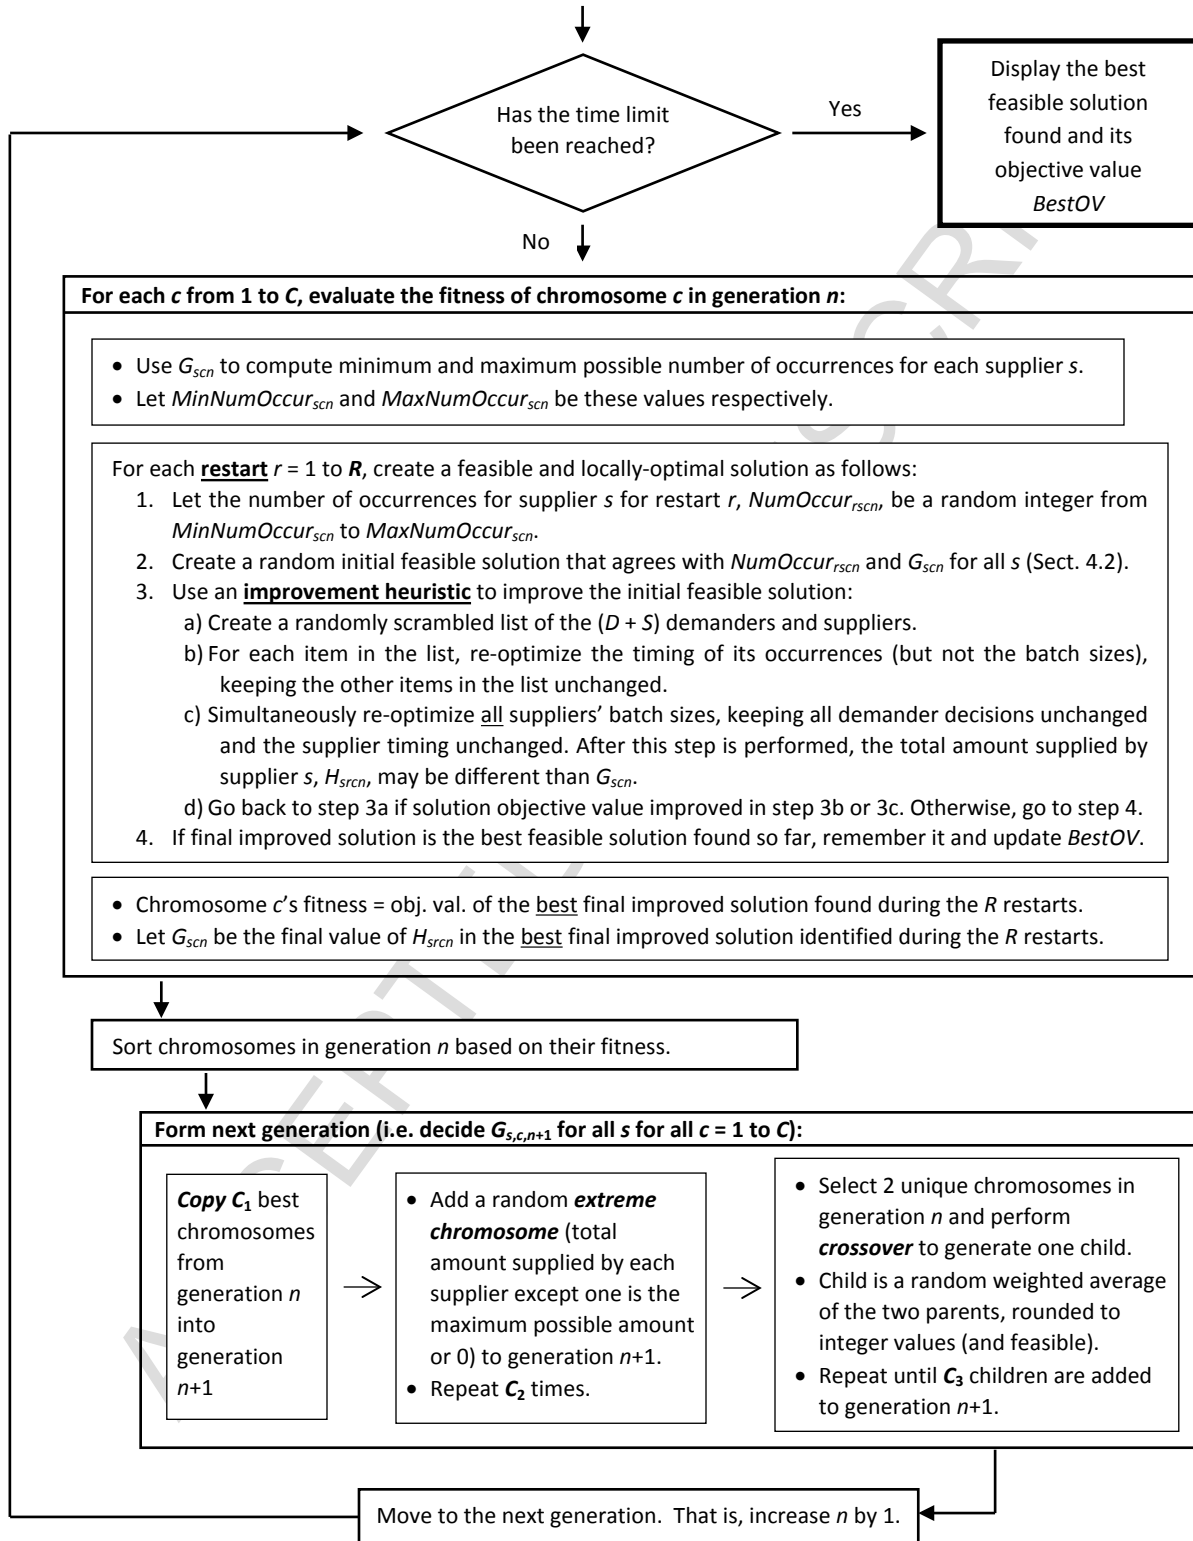 Has the time limit
been reached?
Yes
Display the best
feasible solution
found and its
objective value
BestOV
No
For each c from 1 to C, evaluate the fitness of chromosome c in generation n:
• Use Gscn to compute minimum and maximum possible number of occurrences for each supplier s.
• Let MinNumOccurscn and MaxNumOccurscn be these values respectively.
For each restart r = 1 to R, create a feasible and locally-optimal solution as follows:
1. Let the number of occurrences for supplier s for restart r, NumOccurrscn, be a random integer from
MinNumOccurscn to MaxNumOccurscn.
2. Create a random initial feasible solution that agrees with NumOccurrscn and Gscn for all s (Sect. 4.2).
3. Use an improvement heuristic to improve the initial feasible solution:
a) Create a randomly scrambled list of the (D + S) demanders and suppliers.
b) For each item in the list, re-optimize the timing of its occurrences (but not the batch sizes),
keeping the other items in the list unchanged.
c) Simultaneously re-optimize all suppliers' batch sizes, keeping all demander decisions unchanged
and the supplier timing unchanged. After this step is performed, the total amount supplied by
supplier s, Hsrcn, may be different than Gscn.
d) Go back to step 3a if solution objective value improved in step 3b or 3c. Otherwise, go to step 4.
4. If final improved solution is the best feasible solution found so far, remember it and update BestOV.
• Chromosome c's fitness = obj. val. of the best final improved solution found during the R restarts.
• Let Gscn be the final value of Hsrcn in the best final improved solution identified during the R restarts.
Sort chromosomes in generation n based on their fitness.
Form next generation (i.e. decide Gs,c,n+1 for all s for all c = 1 to C):
Copy C1 best
chromosomes
from
generation n
into
generation
n+1
• Add a random extreme
chromosome (total
amount supplied by each
supplier except one is the
maximum possible amount
or 0) to generation n+1.
• Repeat C2 times.
• Select 2 unique chromosomes in
generation n and perform
crossover to generate one child.
• Child is a random weighted average
of the two parents, rounded to
integer values (and feasible).
• Repeat until C3 children are added
to generation n+1.
Move to the next generation. That is, increase n by 1.